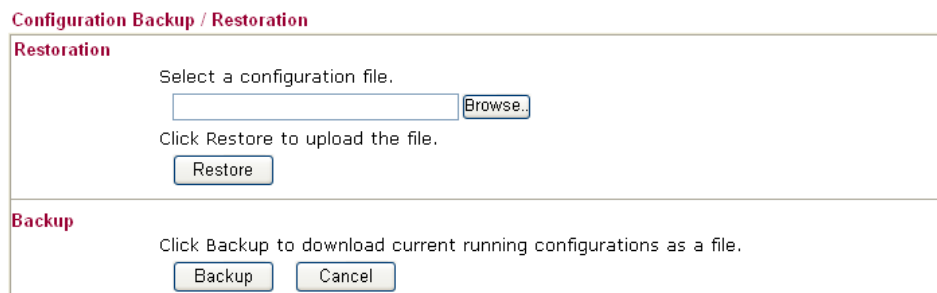 Configuration Backup / Restoration
Restoration
Select a configuration file.
Browse..
Click Restore to upload the file.
Restore
Backup
Click Backup to download current running configurations as a file.
Backup Cancel